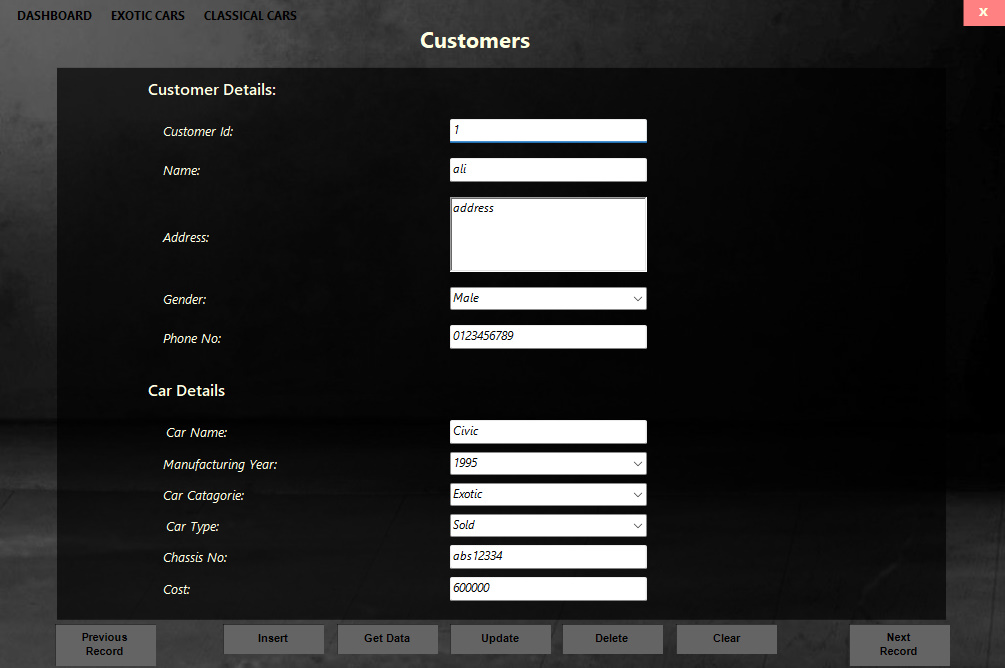 DASHBOARD EXOTIC CARS CLASSICAL CARS X
Customers
Customer Details:
Customer Id: 1
Name: ali
Address: address
Gender: Male
Phone No: 0123456789
Car Details
Car Name: Civic
Manufacturing Year: 1995
Car Catagorie: Exotic
Car Type: Sold
Chassis No: abs12334
Cost: 600000
Previous
Record
Insert
Get Data
Update
Delete
Clear
Next
Record